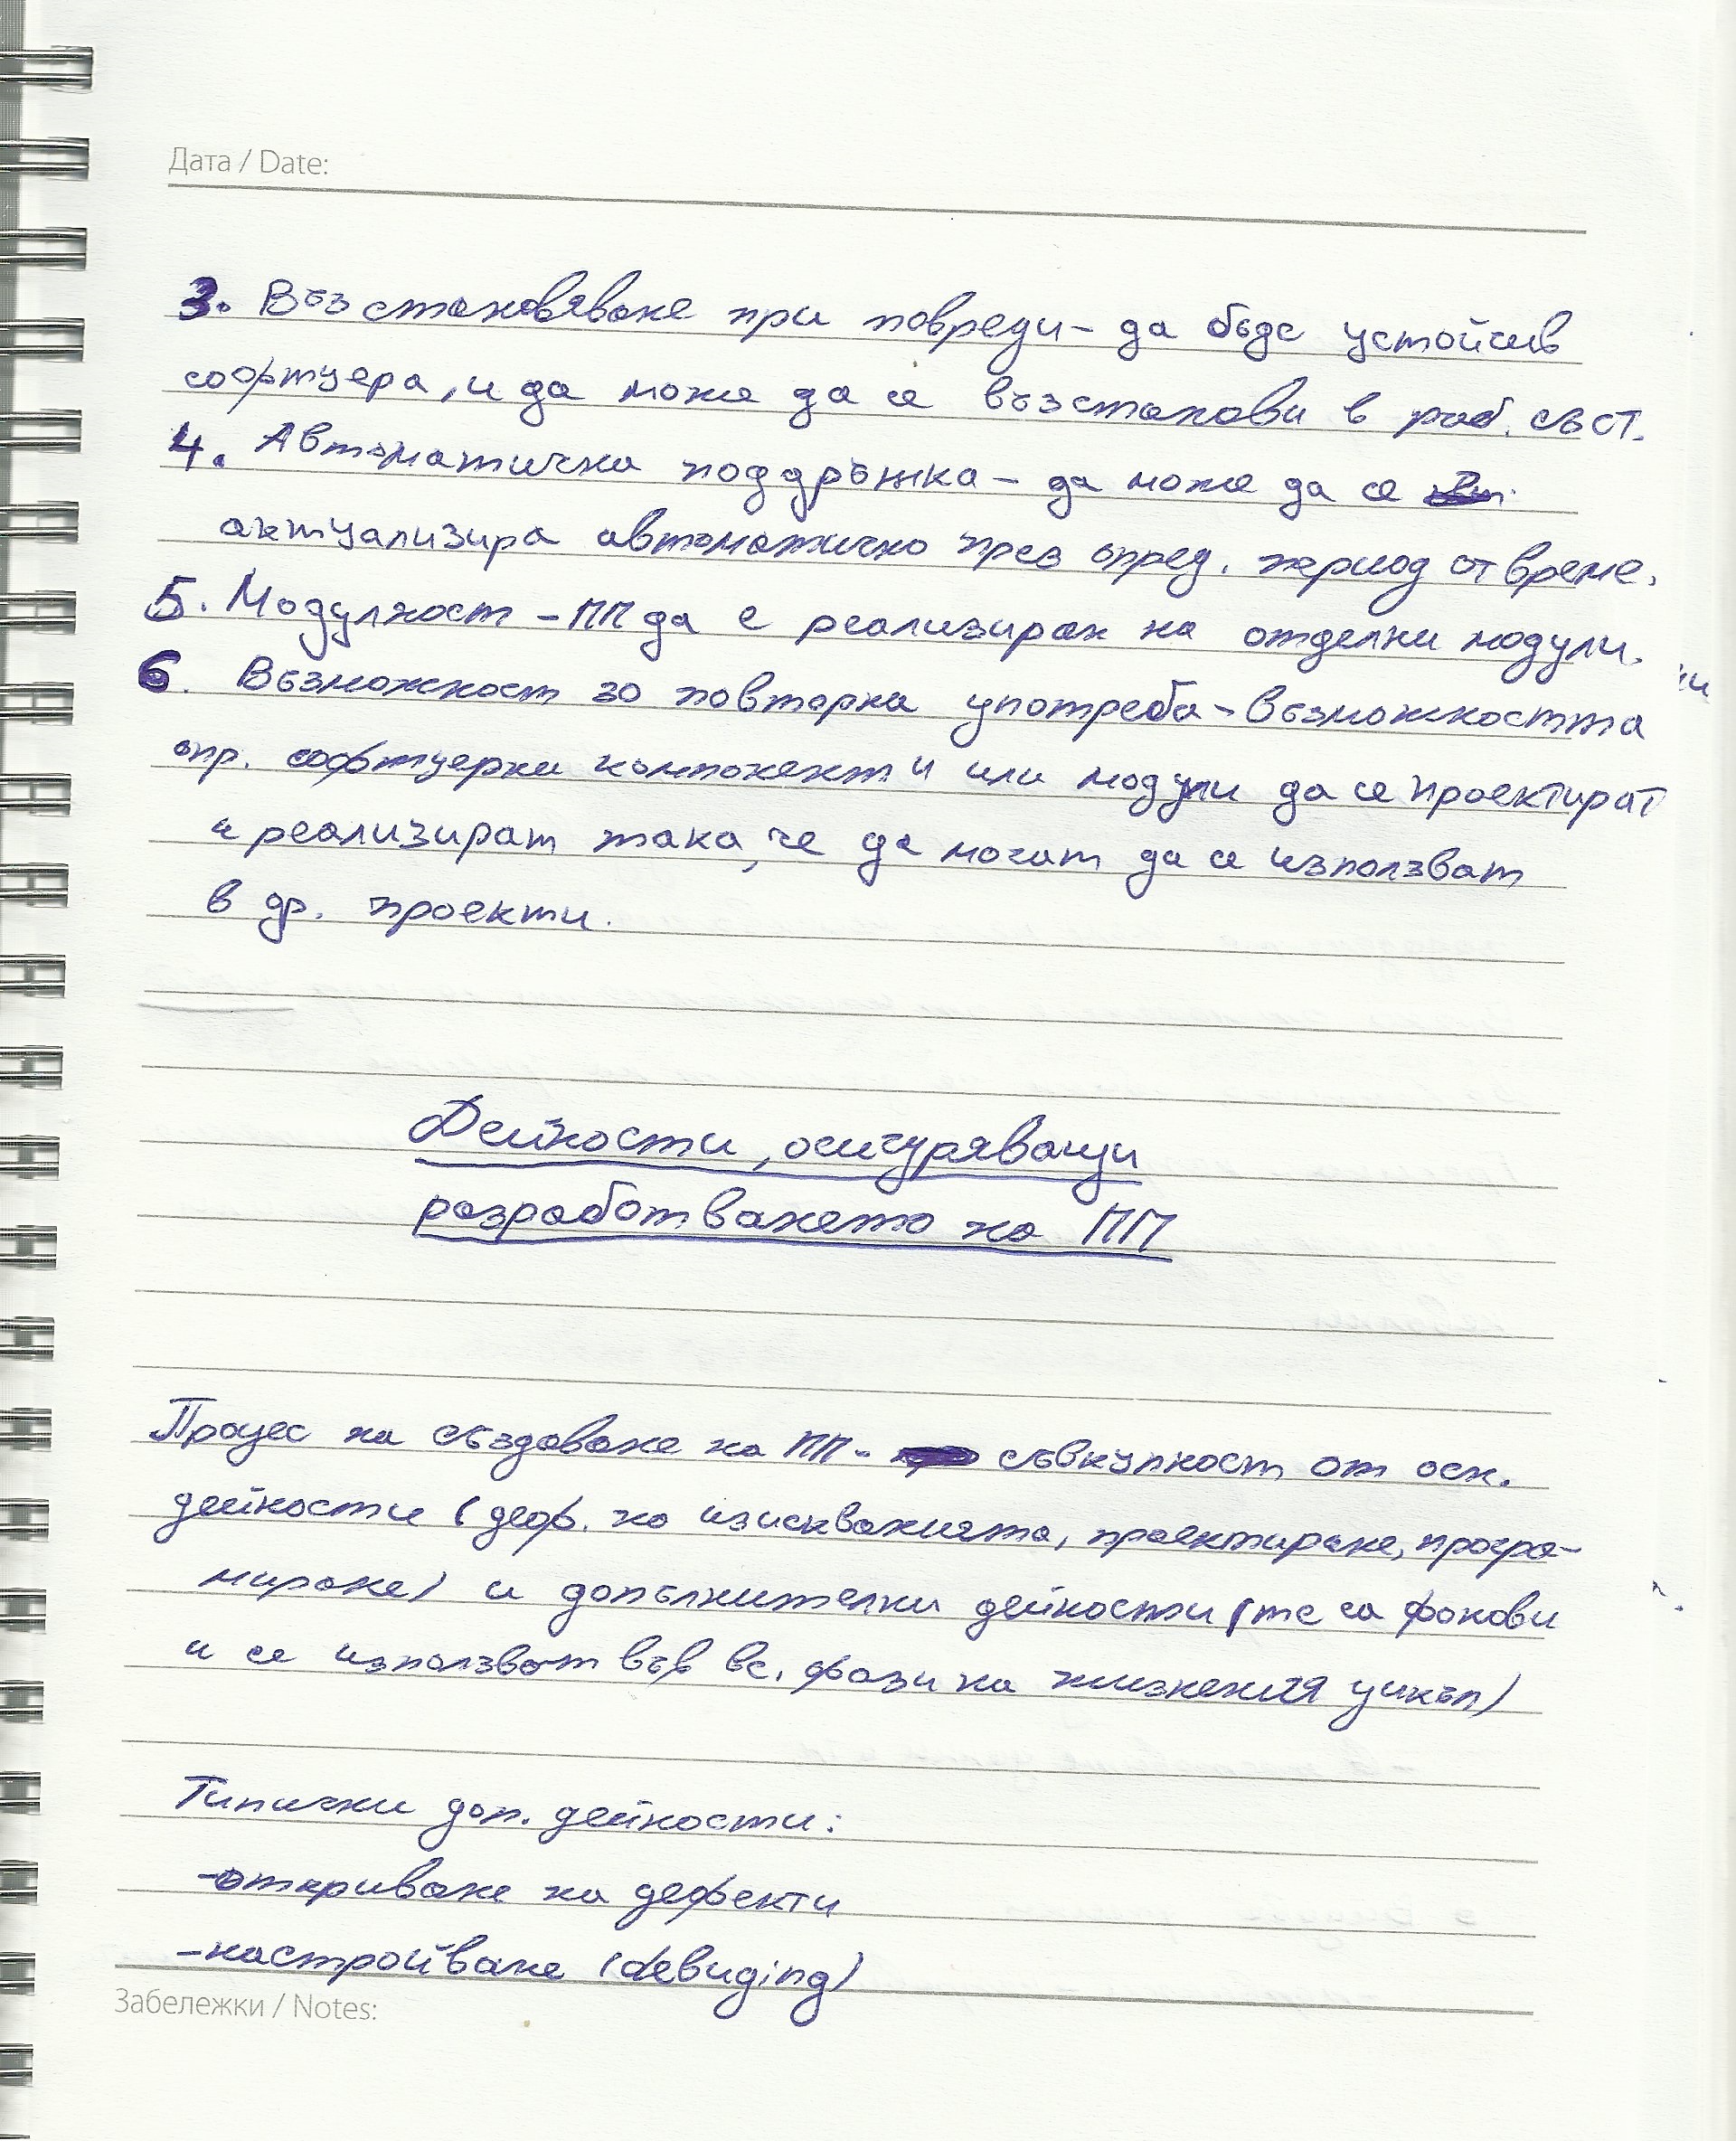 Дата / Date:
3. Възстановяване при повреди - да бъде устойчив
софтуера, и да може да се възстанови в раб. съст.
4. Автоматична поддръжка - да може да се
актуализира автоматично през опред. период от време.
5. Модулност - ПП да е реализиран на отделни модули.
6. Възможност за повторна употреба - възможността
опр. софтуерни компоненти или модули да се проектират
и реализират така, че да могат да се използват
в др. проекти.
Дейности, осигуряващи
разработването на ПП
Процес на създаване на ПП - съвкупност от осн.
дейности (деф. на изискванията, проектиране, програ-
миране) и допълнителни дейности (те са фонови
и се използват във вс. фази на жизнения цикъл)
Типични доп. дейности:
-откриване на дефекти
-настройване (debuging)
Забележки / Notes: